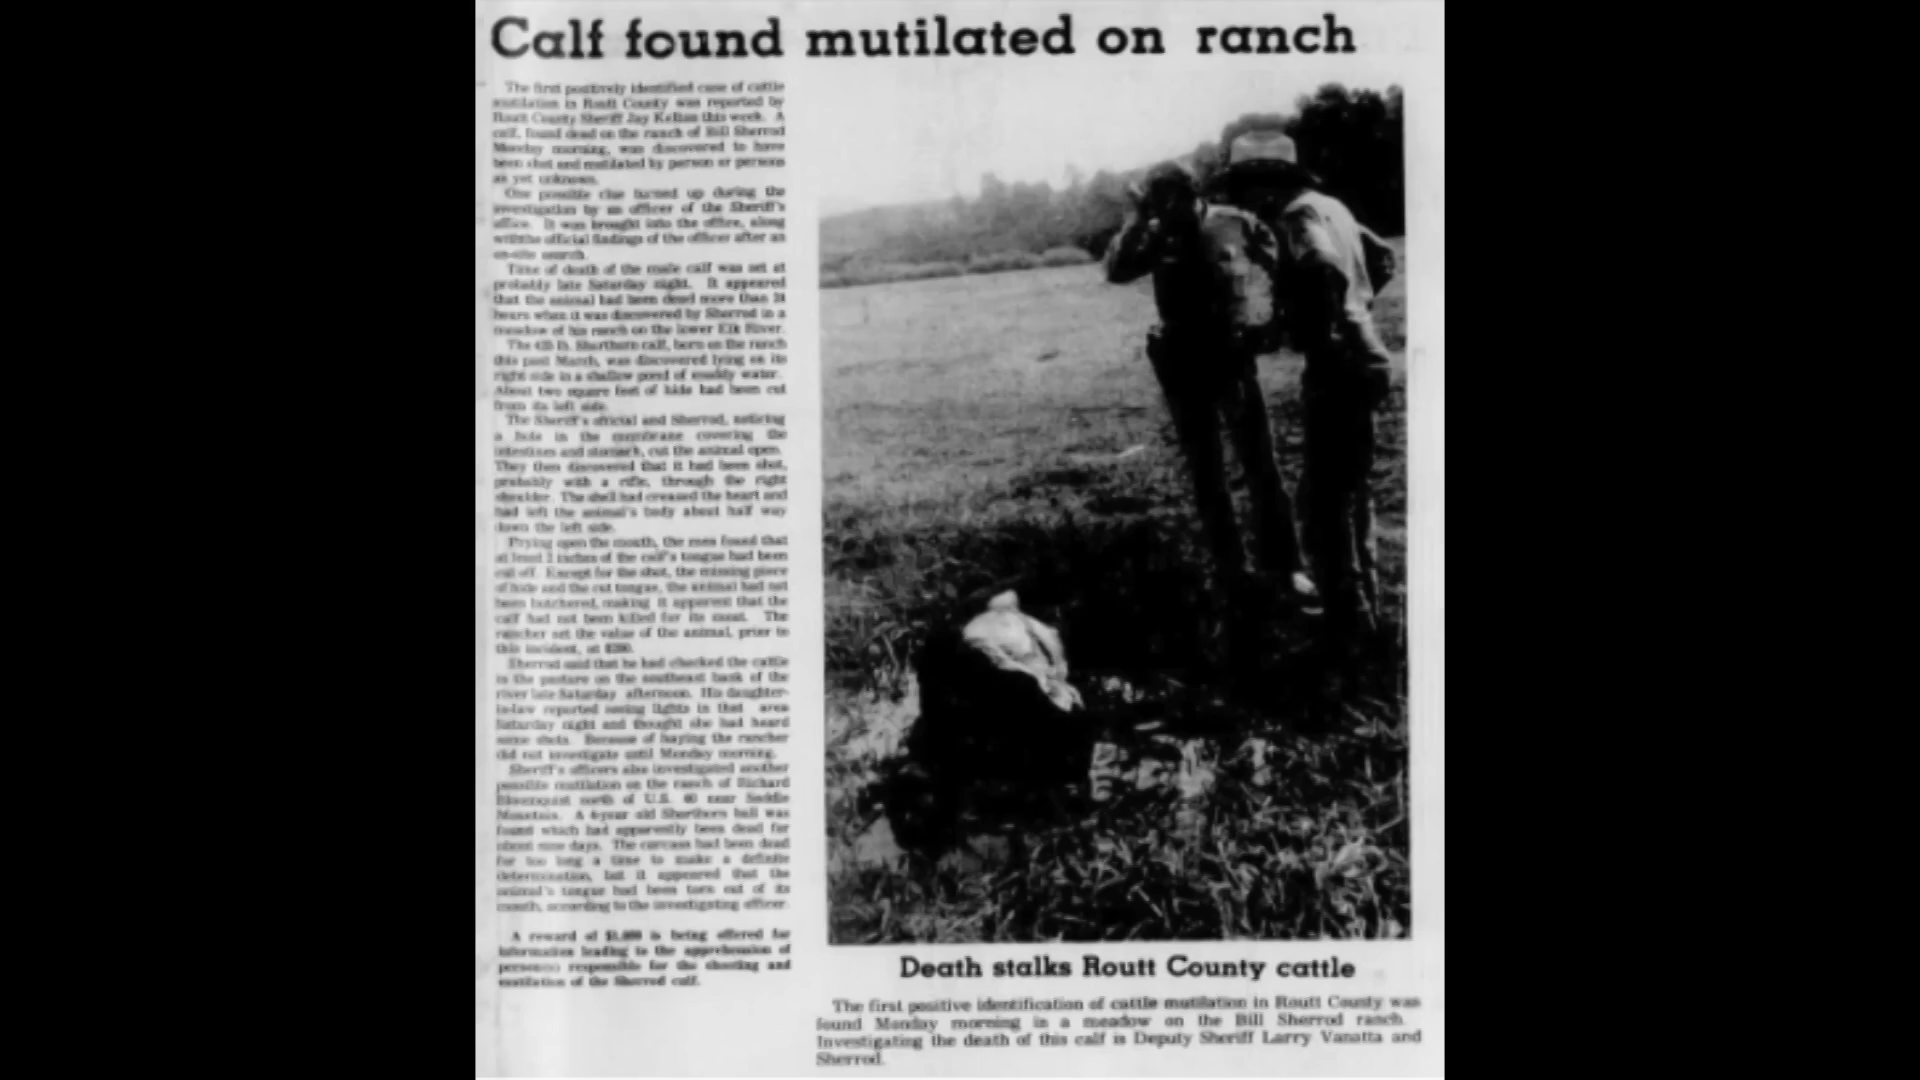 Calf found mutilated on ranch
The first positively identified case of cattle
mutilation in Routt County was reported by
Routt County Sheriff Jay Kellan this week. A
calf, found dead on the ranch of Bill Sherrod
Monday morning, was discovered to have
been shot and mutilated by person or persons
as yet unknown.
One possible clue turned up during the
investigation by an officer of the Sheriff's
office. It was brought into the office, along
with the official findings of the officer after an
on-site search.
Time of death of the male calf was set at
probably late Saturday night. It appeared
that the animal had been dead more than
hours when it was discovered by Sherrod in a
meadow of his ranch on the lower Elk River.
The lb. Shorthorn calf, born on the ranch
this past March, was discovered lying on its
right side in a shallow pond of muddy water.
About two square feet of hide had been cut
from its left side.
The Sheriff's official and Sherrod, noticing
a hole in the membrane covering the
intestines and stomach, cut the animal open.
They then discovered that it had been shot,
probably with a rifle, through the right
shoulder. The shell had creased the heart and
had left the animal's body about half way
down the left side.
Prying open the mouth, the men found that
at least inches of the calf's tongue had been
cut off. Except for the shot, the missing piece
of hide and the cut tongue, the animal had not
been butchered, making it apparent that the
calf had not been killed for its meat. The
rancher set the value of the animal, prior to
this incident, at
Sherrod said that he had checked the cattle
in the pasture on the southeast bank of the
river late Saturday afternoon. His daughter-
in-law reported seeing lights in that area
Saturday night and thought she had heard
some shots. Because of haying the rancher
did not investigate until Monday morning.
Sheriff's officers also investigated another
possible mutilation on the ranch of Richard
Bloomquist north of U.S. 40 near Saddle
Mountain. A year old Shorthorn bull was
found which had apparently been dead for
about nine days. The carcass had been dead
for too long a time to make a definite
determination, but it appeared that the
animal's tongue had been torn out of its
mouth, according to the investigating officer.
A reward of is being offered for
information leading to the apprehension of
person(s) responsible for the shooting and
mutilation of the Sherrod calf.
Death stalks Routt County cattle
The first positive identification of cattle mutilation in Routt County was
found Monday morning in a meadow on the Bill Sherrod ranch.
Investigating the death of this calf is Deputy Sheriff Larry Vanatta and
Sherrod.